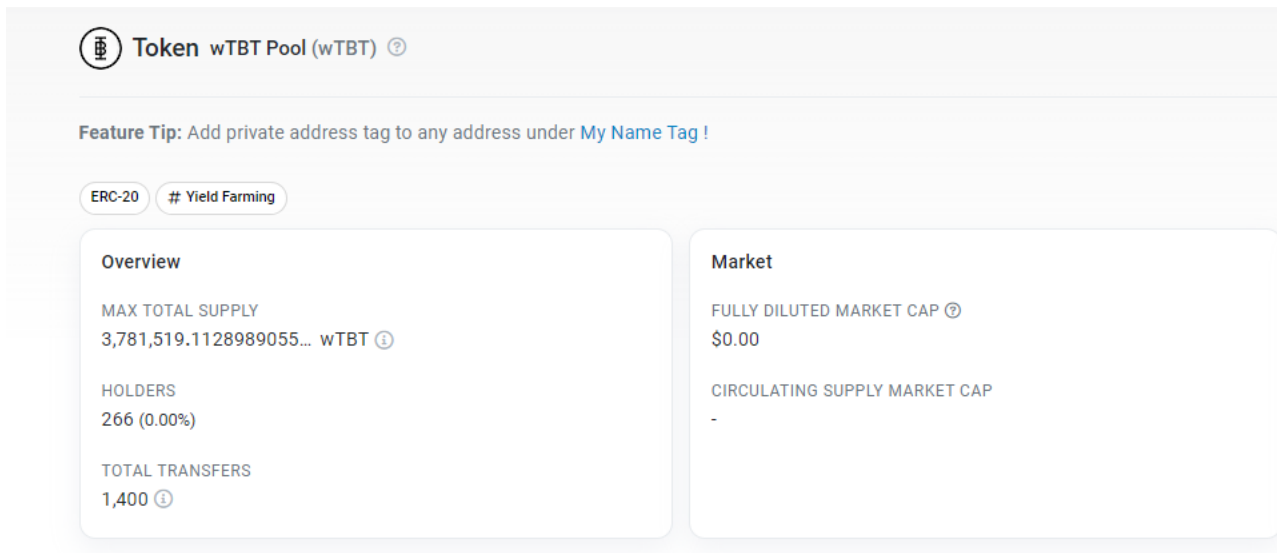 Token wTBT Pool (wTBT)
Feature Tip: Add private address tag to any address under My Name Tag !
ERC-20 # Yield Farming
Overview
MAX TOTAL SUPPLY
3,781,519.1128989055... wTBT
HOLDERS
266 (0.00%)
TOTAL TRANSFERS
1,400
Market
FULLY DILUTED MARKET CAP
$0.00
CIRCULATING SUPPLY MARKET CAP
-